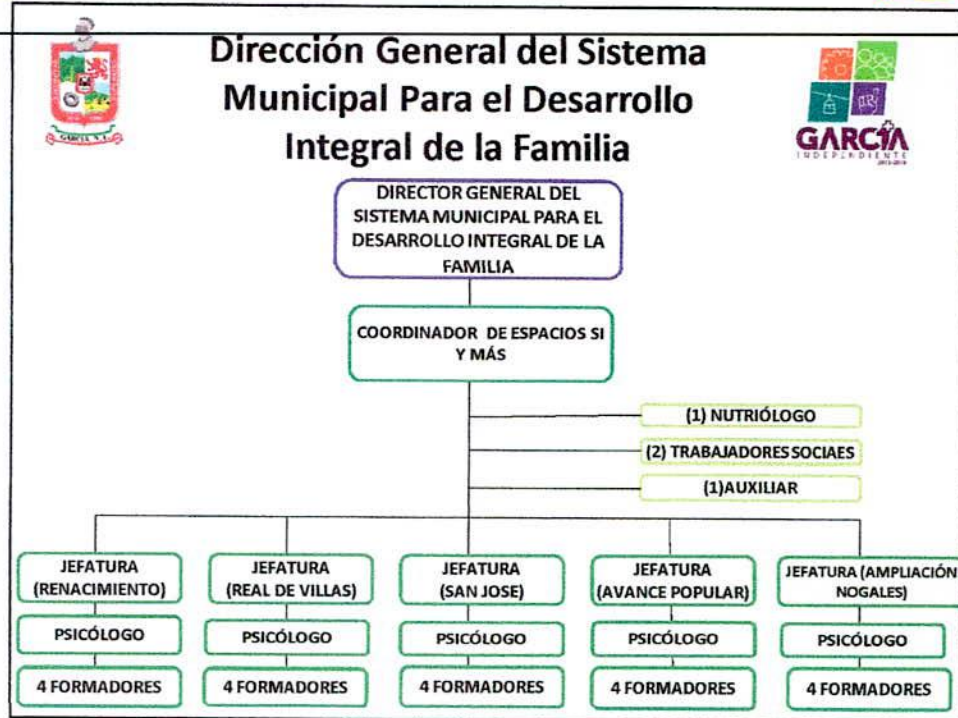 Dirección General del Sistema
Municipal Para el Desarrollo
Integral de la Familia
GARCIA, N.L.
GARCÍA
INDEPENDIENTE
DIRECTOR GENERAL DEL
SISTEMA MUNICIPAL PARA EL
DESARROLLO INTEGRAL DE LA
FAMILIA
COORDINADOR DE ESPACIOS SI
Y MÁS
(1) NUTRIÓLOGO
(2) TRABAJADORES SOCIAES
(1)AUXILIAR
JEFATURA
(RENACIMIENTO)
JEFATURA
(REAL DE VILLAS)
JEFATURA
(SAN JOSE)
JEFATURA
(AVANCE POPULAR)
JEFATURA (AMPLIACIÓN
NOGALES)
PSICÓLOGO
PSICÓLOGO
PSICÓLOGO
PSICÓLOGO
PSICÓLOGO
4 FORMADORES
4 FORMADORES
4 FORMADORES
4 FORMADORES
4 FORMADORES